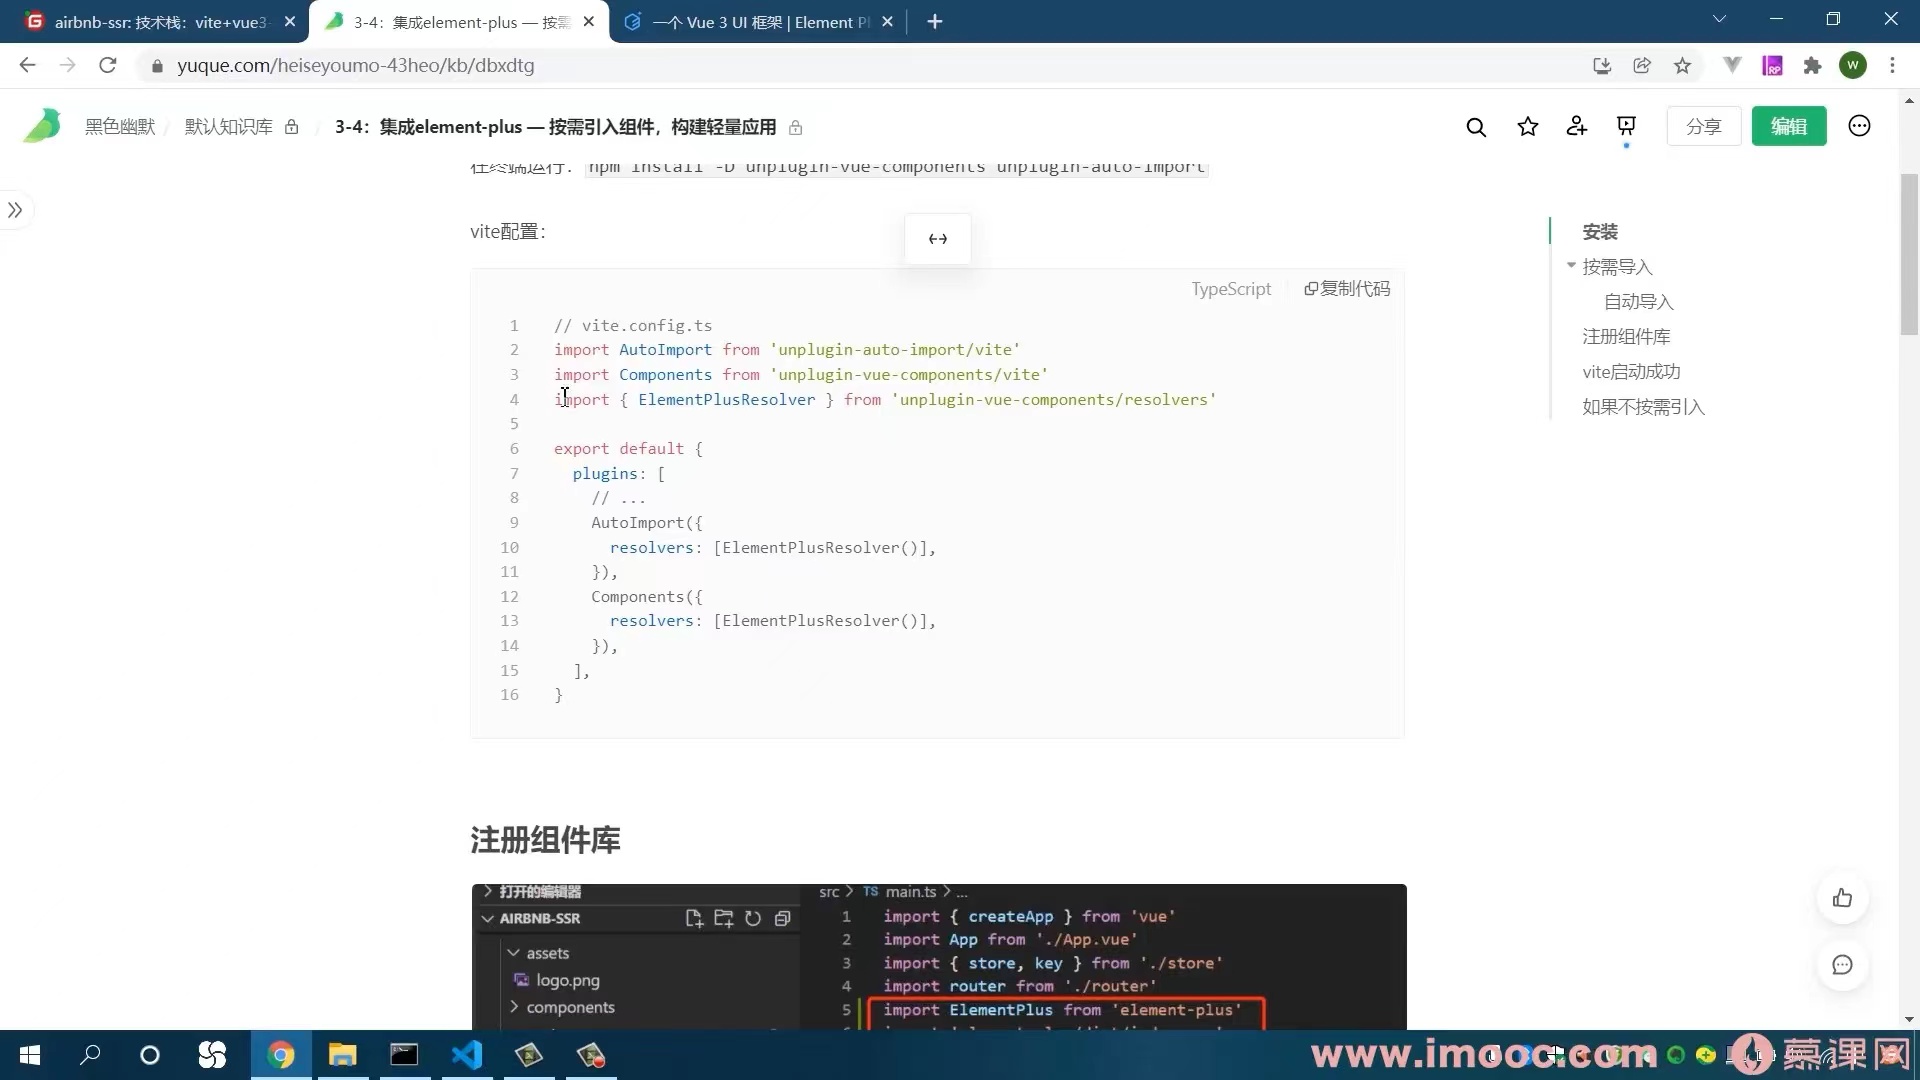 airbnb-ssr: 技术栈：vite+vue3
3-4：集成element-plus — 按需
一个 Vue 3 UI 框架 | Element Pl
yuque.com/heiseyoumo-43heo/kb/dbxdtg
W
黑色幽默 / 默认知识库 / 3-4：集成element-plus — 按需引入组件，构建轻量应用
分享
编辑
在终端运行： npm install -D unplugin-vue-components unplugin-auto-import
vite配置：
TypeScript
复制代码
1 // vite.config.ts
2 import AutoImport from 'unplugin-auto-import/vite'
3 import Components from 'unplugin-vue-components/vite'
4 import { ElementPlusResolver } from 'unplugin-vue-components/resolvers'
5
6 export default {
7 plugins: [
8 // ...
9 AutoImport({
10 resolvers: [ElementPlusResolver()],
11 }),
12 Components({
13 resolvers: [ElementPlusResolver()],
14 }),
15 ],
16 }
安装
按需导入
自动导入
注册组件库
vite启动成功
如果不按需引入
注册组件库
打开的编辑器
AIRBNB-SSR
assets
logo.png
components
src > TS main.ts > ...
1 import { createApp } from 'vue'
2 import App from './App.vue'
3 import { store, key } from './store'
4 import router from './router'
5 import ElementPlus from 'element-plus'
www.imooc.com
慕课网